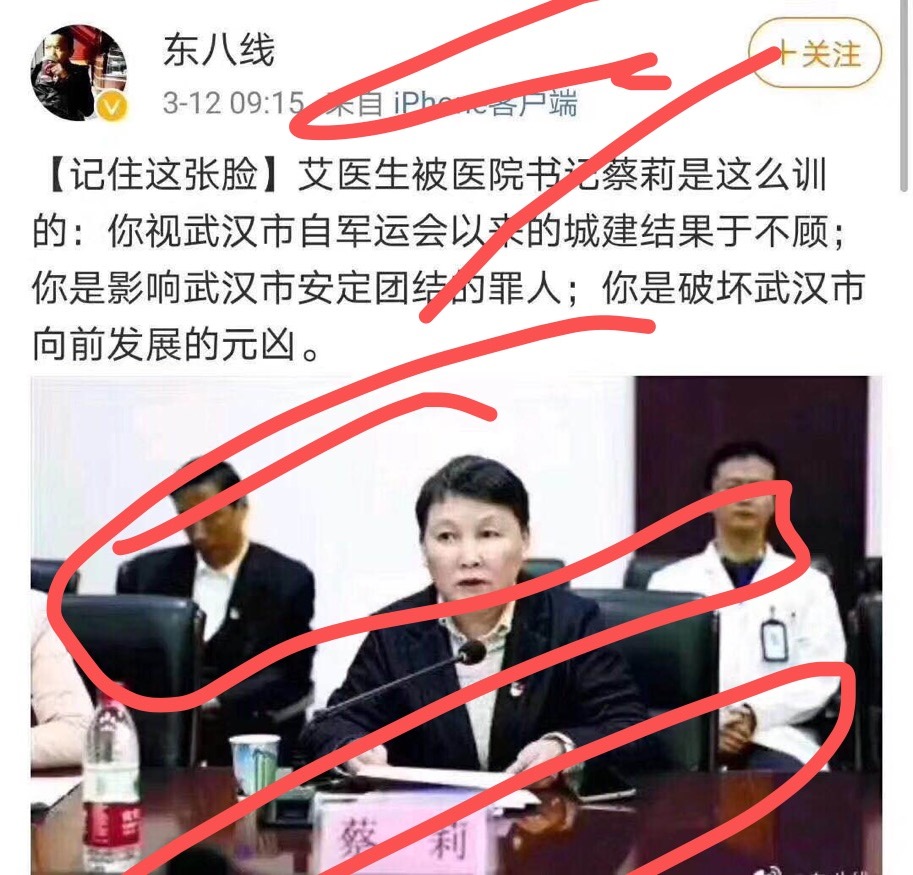 东八线
+关注
3-12 09:15 来自 iPhone客户端
【记住这张脸】艾医生被医院书记蔡莉是这么训
的：你视武汉市自军运会以来的城建结果于不顾；
你是影响武汉市安定团结的罪人；你是破坏武汉市
向前发展的元凶。
蔡 莉